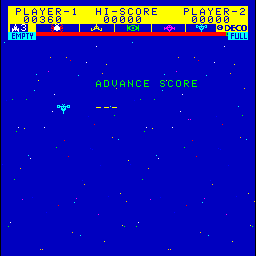 PLAYER-1 HI-SCORE PLAYER-2
00360 00000 00000
3 DECO
EMPTY FULL
ADVANCE SCORE